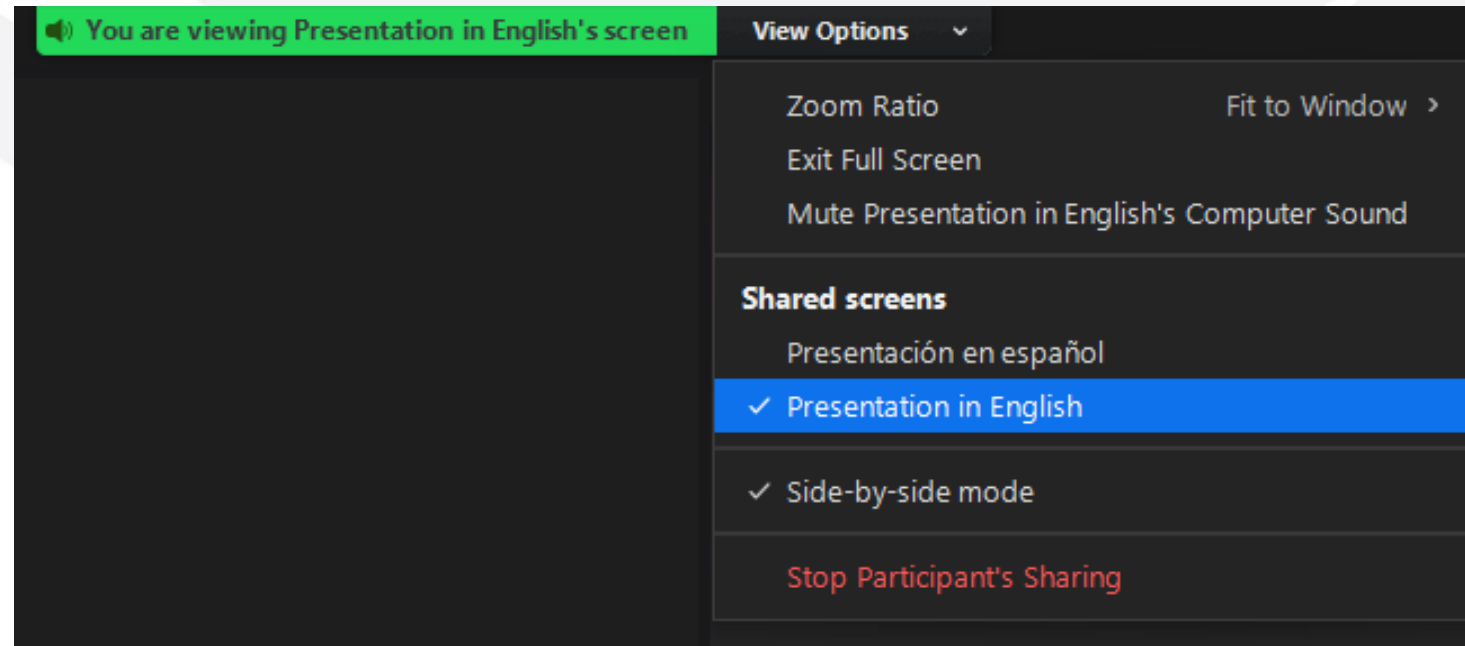 You are viewing Presentation in English's screen View Options
Zoom Ratio Fit to Window
Exit Full Screen
Mute Presentation in English's Computer Sound
Shared screens
Presentación en español
Presentation in English
Side-by-side mode
Stop Participant's Sharing